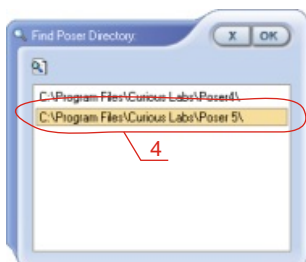 Find Poser Directory:
X OK
C:\Program Files\Curious Labs\Poser4\
C:\Program Files\Curious Labs\Poser 5\
4